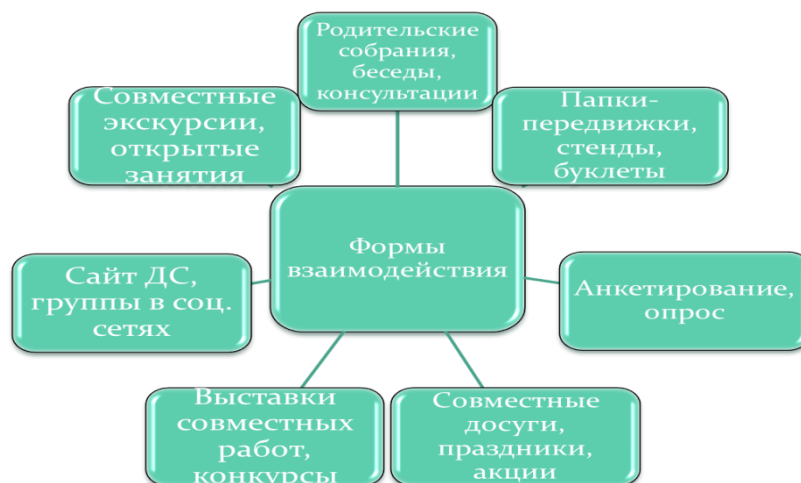 Родительские
собрания,
беседы,
консультации
Совместные
экскурсии,
открытые
занятия
Папки-
передвижки,
стенды,
буклеты
Формы
взаимодействия
Сайт ДС,
группы в соц.
сетях
Анкетирование,
опрос
Выставки
совместных
работ,
конкурсы
Совместные
досуги,
праздники,
акции